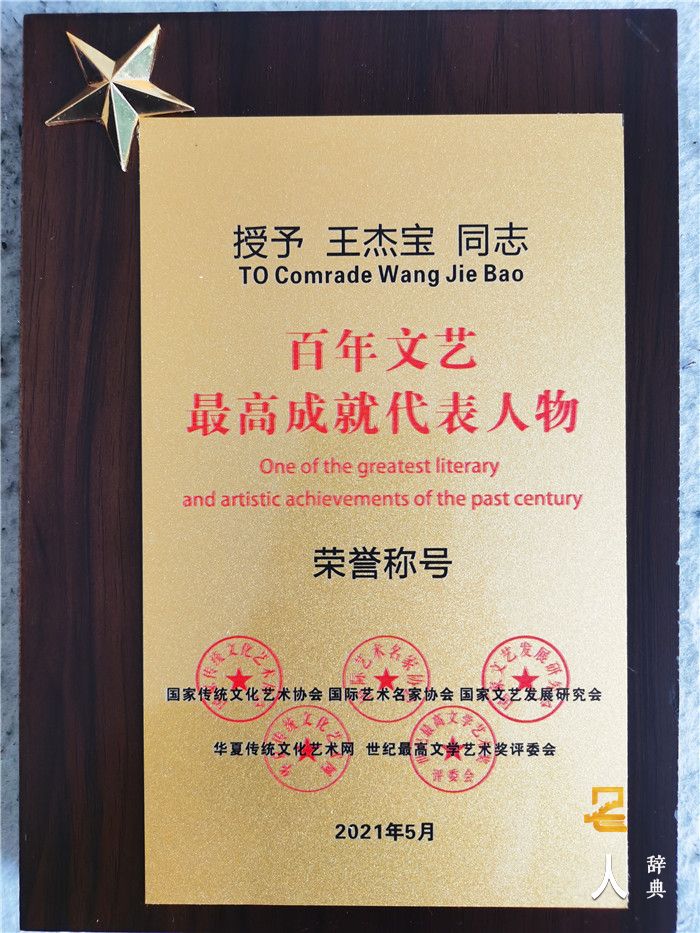 授予 王杰宝 同志
TO Comrade Wang Jie Bao
百年文艺
最高成就代表人物
One of the greatest literary
and artistic achievements of the past century
荣誉称号
国家传统文化艺术协会 国际艺术名家协会 国家文艺发展研究会
华夏传统文化艺术网 世纪最高文学艺术奖评委会
评委会
2021年5月
人
辞典